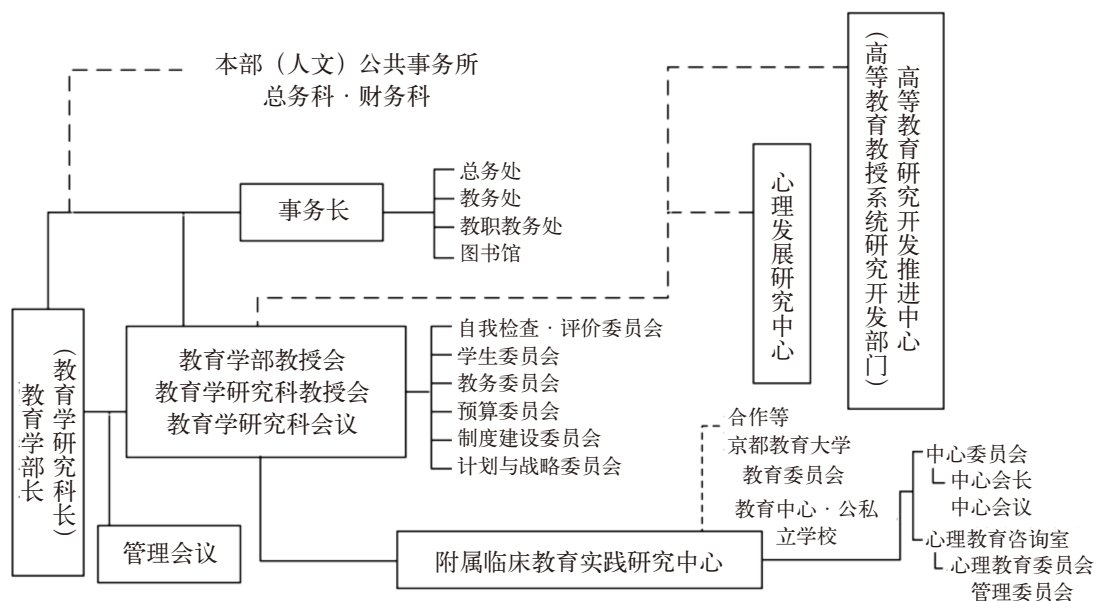 本部（人文）公共事务所
总务科·财务科
事务长
总务处
教务处
教职教务处
图书馆
高等教育研究开发推进中心
（高等教育教授系统研究开发部门）
心理发展研究中心
（教育学研究科长）
教育学部长
教育学部教授会
教育学研究科教授会
教育学研究科会议
自我检查·评价委员会
学生委员会
教务委员会
预算委员会
制度建设委员会
计划与战略委员会
管理会议
合作等
京都教育大学
教育委员会
教育中心·公私
立学校
附属临床教育实践研究中心
中心委员会
中心会长
中心会议
心理教育咨询室
心理教育委员会
管理委员会